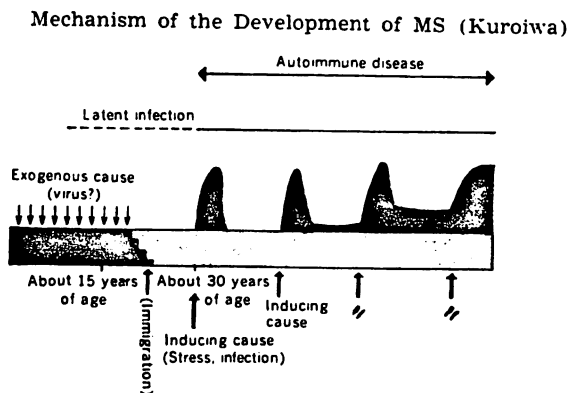 Mechanism of the Development of MS (Kuroiwa)
Autoimmune disease
Latent infection
Exogenous cause
(virus?)
About 15 years
of age
(Immigration)
About 30 years
of age
Inducing cause
(Stress, infection)
Inducing
cause
〃
〃